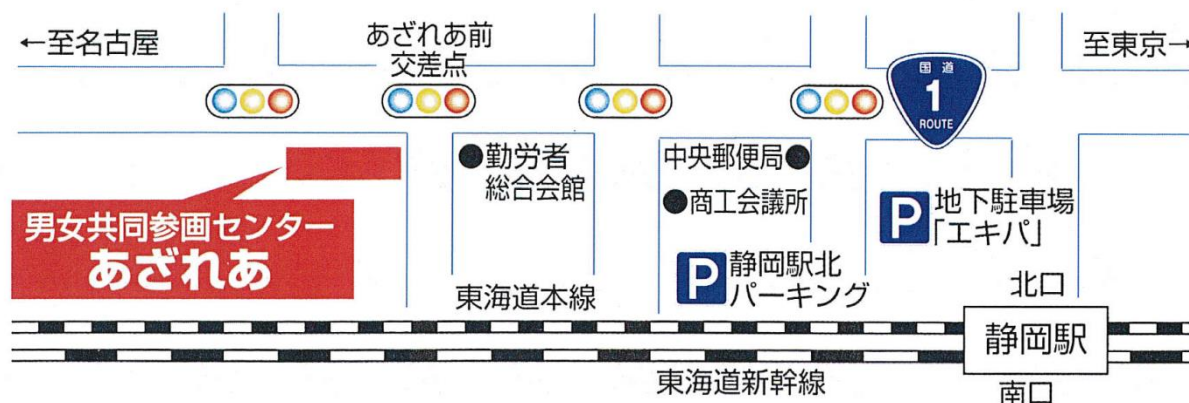 ←至名古屋
あざれあ前
交差点
国道
1
ROUTE
至東京→
男女共同参画センター
あざれあ
●勤労者
総合会館
中央郵便局●
●商工会議所
P 静岡駅北
パーキング
P 地下駐車場
「エキパ」
東海道本線
北口
静岡駅
東海道新幹線
南口